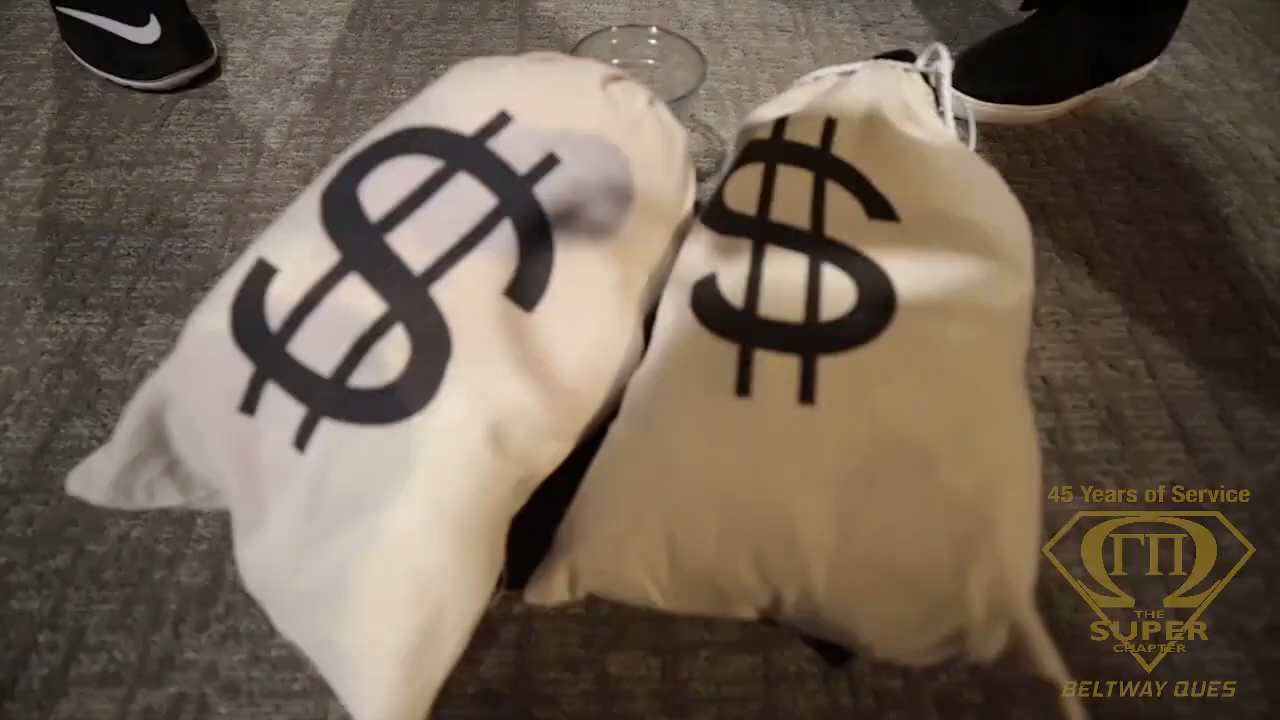 $ $
45 Years of Service
ΓΠ
THE
SUPER
CHAPTER
BELTWAY QUES